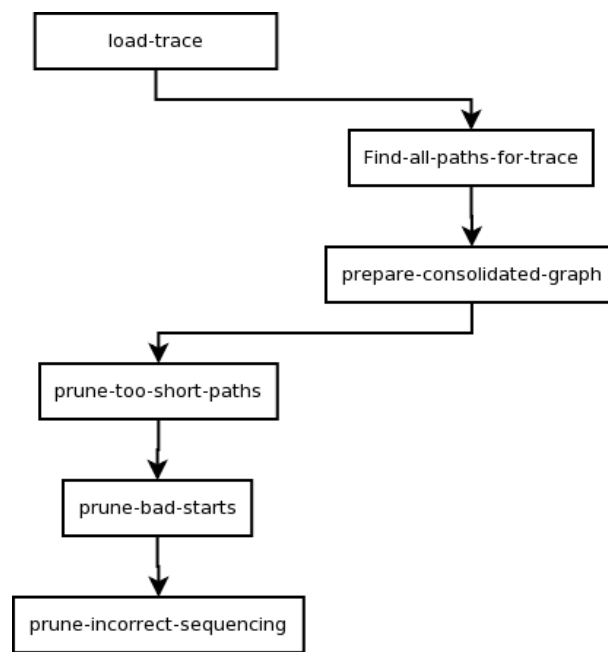 load-trace
Find-all-paths-for-trace
prepare-consolidated-graph
prune-too-short-paths
prune-bad-starts
prune-incorrect-sequencing